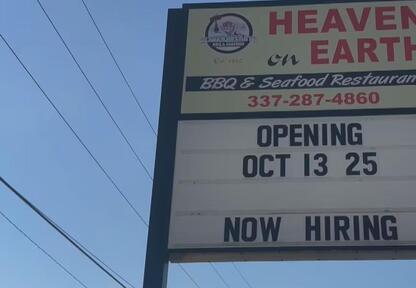 HEAVEN
on EARTH
BBQ & Seafood Restauran
337-287-4860
OPENING
OCT 13 25
NOW HIRING